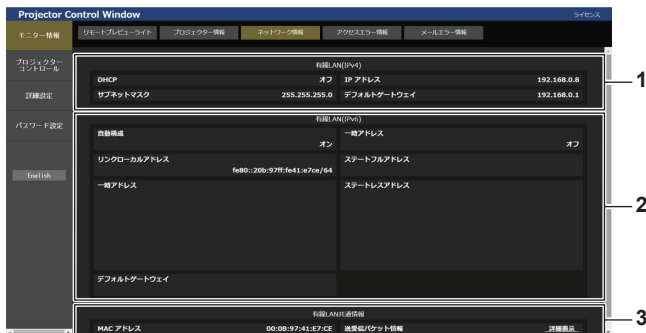 Projector Control Window
ライセンス
モニター情報
リモートプレビューライト
プロジェクター情報
ネットワーク情報
アクセスエラー情報
メールエラー情報
プロジェクター
コントロール
詳細設定
パスワード設定
English
有線LAN(IPv4)
DHCP オフ IP アドレス 192.168.0.8
サブネットマスク 255.255.255.0 デフォルトゲートウェイ 192.168.0.1
1
有線LAN(IPv6)
自動構成 一時アドレス
オン オフ
リンクローカルアドレス ステートフルアドレス
fe80::20b:97ff:fe41:e7ce/64
一時アドレス ステートレスアドレス
2
デフォルトゲートウェイ
有線LAN共通情報
MAC アドレス 00:0B:97:41:E7:CE 送受信パケット情報 詳細表示
3